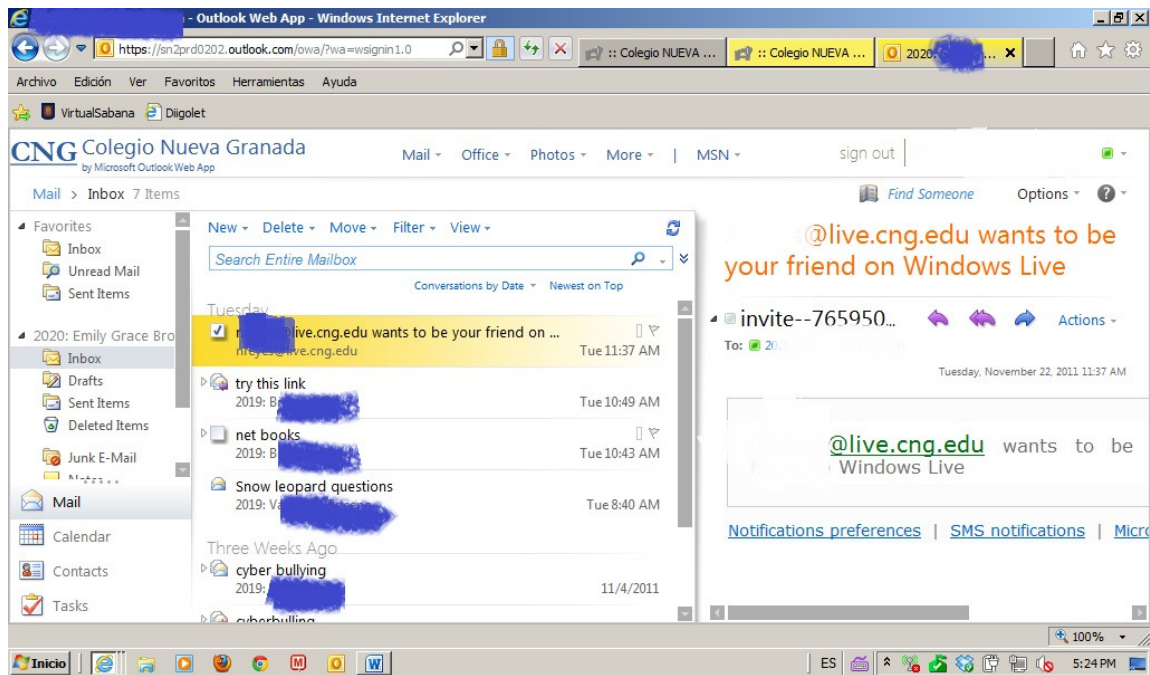 - Outlook Web App - Windows Internet Explorer
https://sn2prd0202.outlook.com/owa/?wa=wsignin1.0
:: Colegio NUEVA ...
:: Colegio NUEVA ...
2020: ...
Archivo Edición Ver Favoritos Herramientas Ayuda
VirtualSabana Diigolet
CNG Colegio Nueva Granada
by Microsoft Outlook Web App
Mail Office Photos More | MSN
sign out
Mail > Inbox 7 Items
Find Someone Options
Favorites
Inbox
Unread Mail
Sent Items
2020: Emily Grace Bro
Inbox
Drafts
Sent Items
Deleted Items
Junk E-Mail
Mail
Calendar
Contacts
Tasks
New Delete Move Filter View
Search Entire Mailbox
Conversations by Date Newest on Top
Tuesday
@live.cng.edu wants to be your friend on ...
nreyes@live.cng.edu Tue 11:37 AM
try this link
2019: B Tue 10:49 AM
net books
2019: B Tue 10:43 AM
Snow leopard questions
2019: Va Tue 8:40 AM
Three Weeks Ago
cyber bullying
2019: 11/4/2011
cyberbulling
@live.cng.edu wants to be
your friend on Windows Live
invite--765950... Actions
To:
Tuesday, November 22, 2011 11:37 AM
@live.cng.edu wants to be
Windows Live
Notifications preferences | SMS notifications | Micro
100%
Inicio ES 5:24 PM